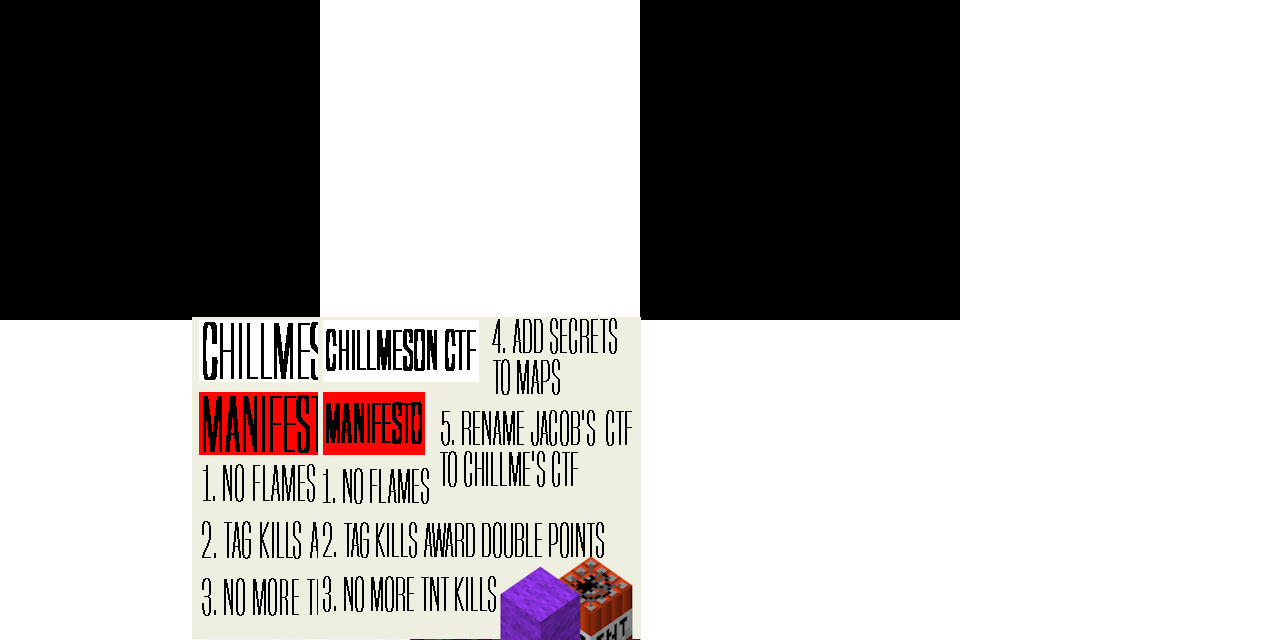 CHILLMES
MANIFEST
1. NO FLAMES
2. TAG KILLS A
3. NO MORE T
CHILLMESON CTF
MANIFESTO
1. NO FLAMES
2. TAG KILLS AWARD DOUBLE POINTS
3. NO MORE TNT KILLS
4. ADD SECRETS
TO MAPS
5. RENAME JACOB'S CTF
TO CHILLME'S CTF
TNT